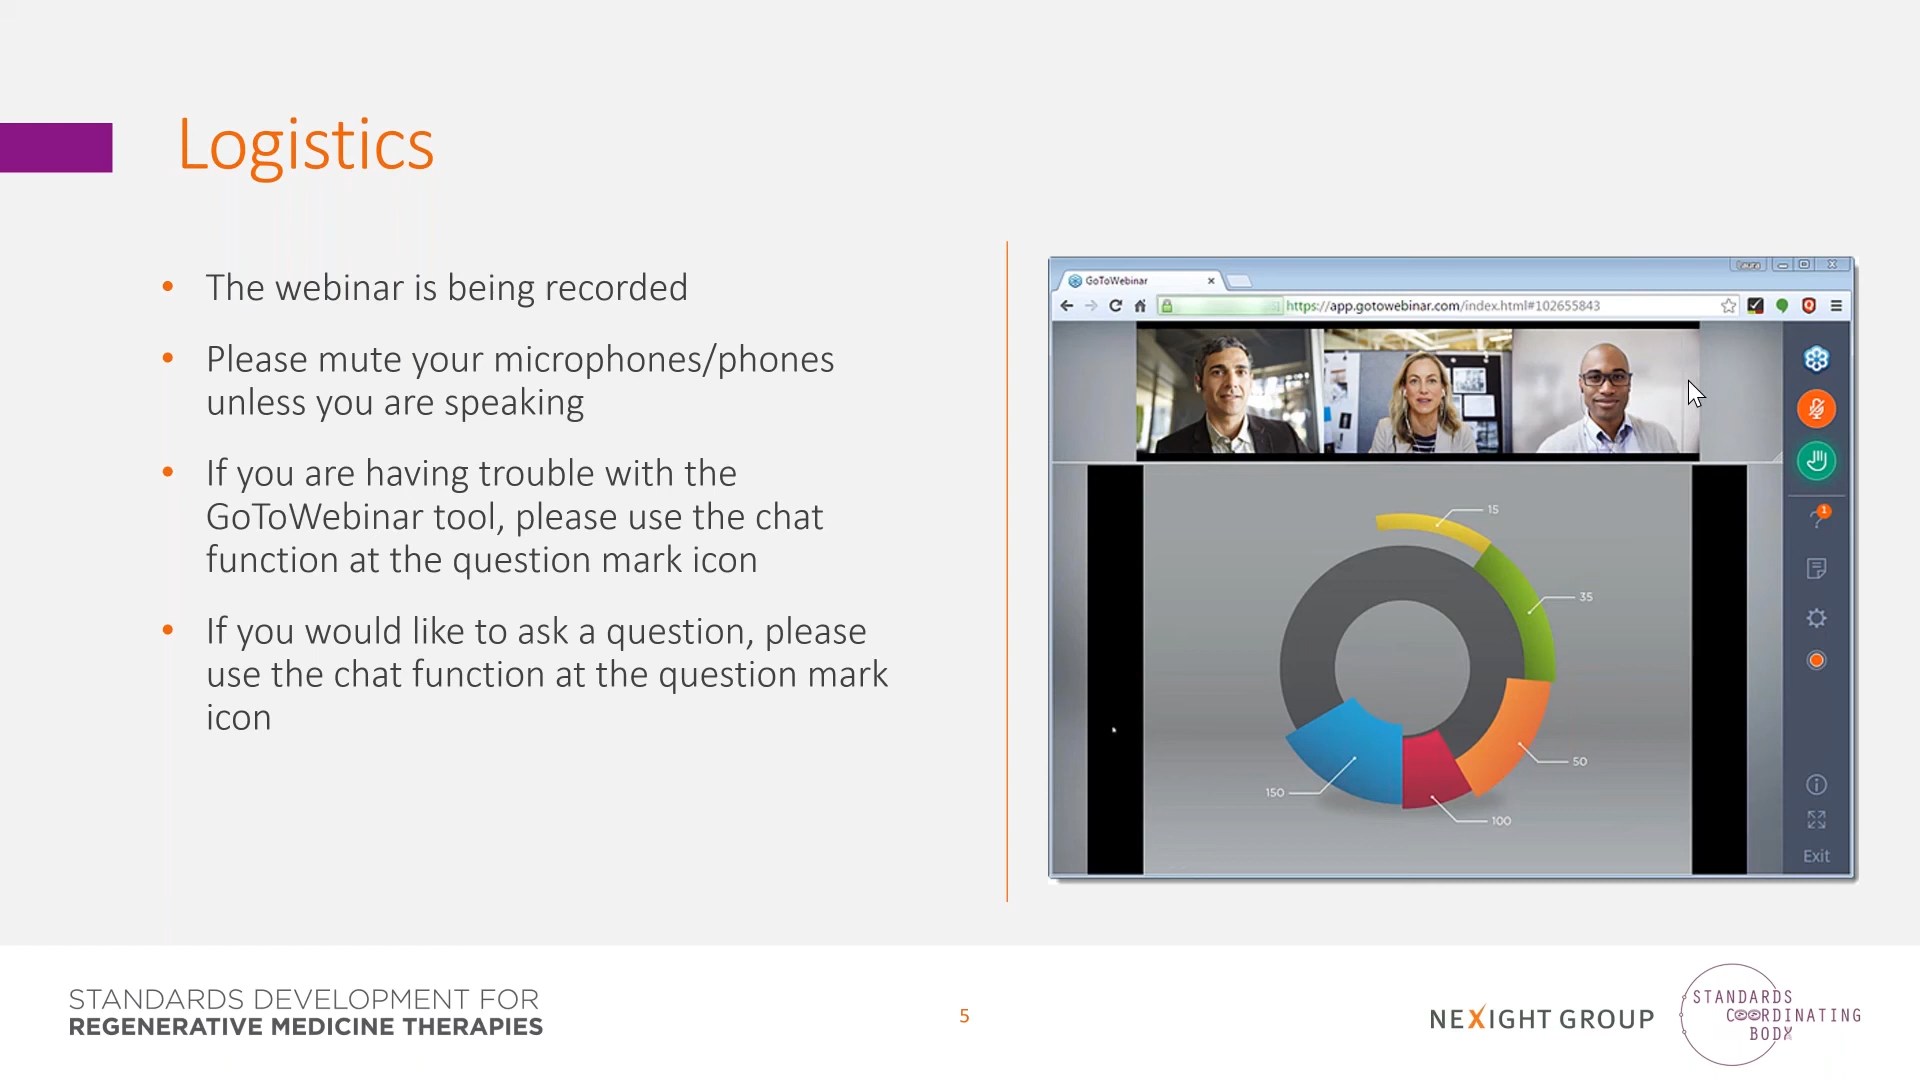 Logistics
• The webinar is being recorded
• Please mute your microphones/phones
unless you are speaking
• If you are having trouble with the
GoToWebinar tool, please use the chat
function at the question mark icon
• If you would like to ask a question, please
use the chat function at the question mark
icon
Laura
GoToWebinar
https://app.gotowebinar.com/index.html#102655843
1
15
35
50
150
100
Exit
STANDARDS DEVELOPMENT FOR
REGENERATIVE MEDICINE THERAPIES
5
NEXIGHT GROUP
STANDARDS
COORDINATING
BODY